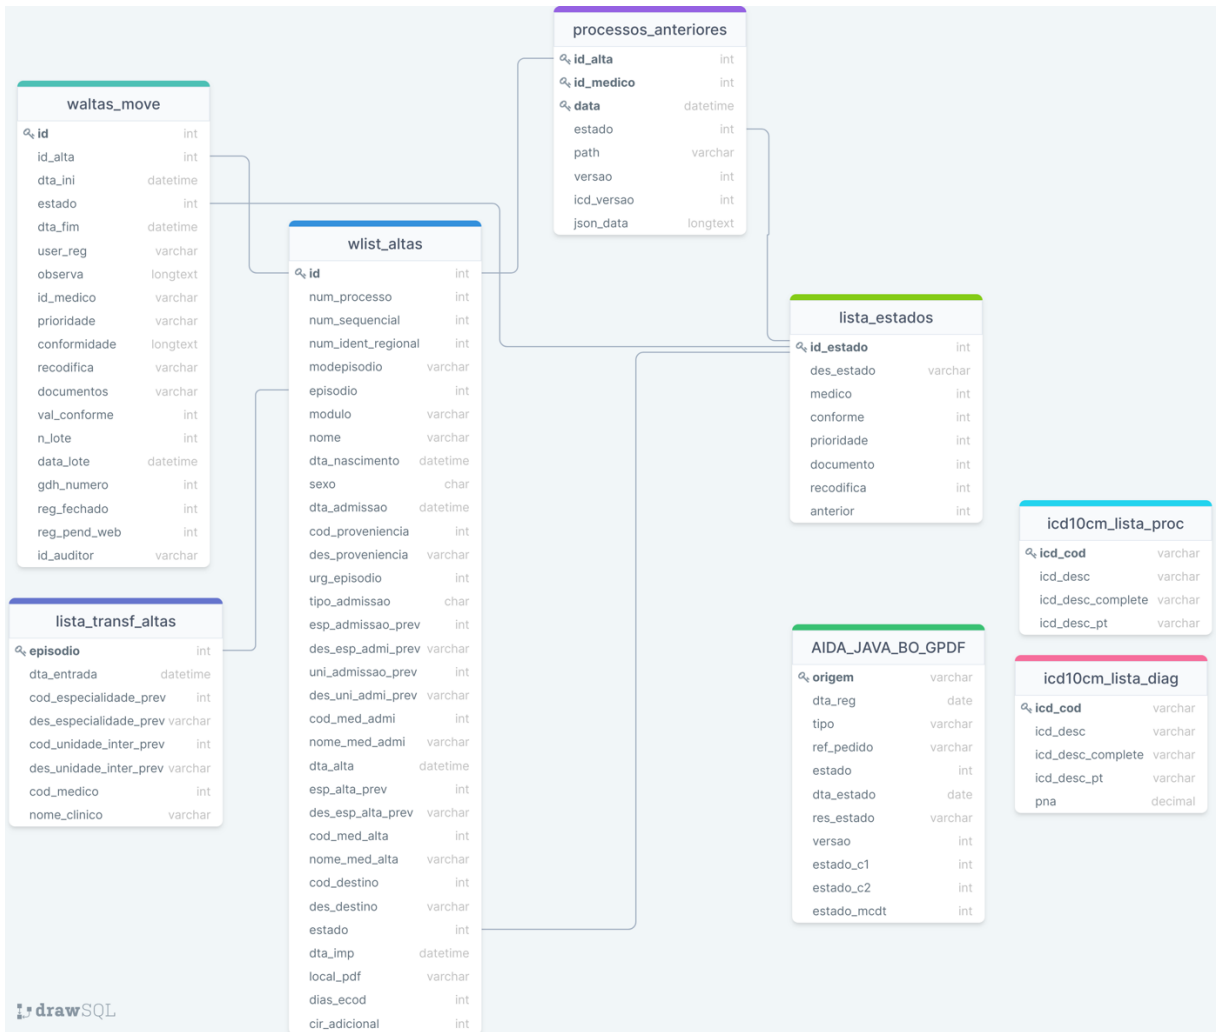 processos_anteriores
id_alta int
id_medico int
data datetime
estado int
path varchar
versao int
icd_versao int
json_data longtext
waltas_move
id int
id_alta int
dta_ini datetime
estado int
dta_fim datetime
user_reg varchar
observa longtext
id_medico varchar
prioridade varchar
conformidade longtext
recodifica varchar
documentos varchar
val_conforme int
n_lote int
data_lote datetime
gdh_numero int
reg_fechado int
reg_pend_web int
id_auditor varchar
wlist_altas
id int
num_processo int
num_sequencial int
num_ident_regional int
modepisodio varchar
episodio int
modulo varchar
nome varchar
dta_nascimento datetime
sexo char
dta_admissao datetime
cod_proveniencia int
des_proveniencia varchar
urg_episodio int
tipo_admissao char
esp_admissao_prev int
des_esp_admi_prev varchar
uni_admissao_prev int
des_uni_admi_prev varchar
cod_med_admi int
nome_med_admi varchar
dta_alta datetime
esp_alta_prev int
des_esp_alta_prev varchar
cod_med_alta int
nome_med_alta varchar
cod_destino int
des_destino varchar
estado int
dta_imp datetime
local_pdf varchar
dias_ecod int
cir_adicional int
lista_estados
id_estado int
des_estado varchar
medico int
conforme int
prioridade int
documento int
recodifica int
anterior int
icd10cm_lista_proc
icd_cod varchar
icd_desc varchar
icd_desc_complete varchar
icd_desc_pt varchar
lista_transf_altas
episodio int
dta_entrada datetime
cod_especialidade_prev int
des_especialidade_prev varchar
cod_unidade_inter_prev int
des_unidade_inter_prev varchar
cod_medico int
nome_clinico varchar
AIDA_JAVA_BO_GPDF
origem varchar
dta_reg date
tipo varchar
ref_pedido varchar
estado int
dta_estado date
res_estado varchar
versao int
estado_c1 int
estado_c2 int
estado_mcdt int
icd10cm_lista_diag
icd_cod varchar
icd_desc varchar
icd_desc_complete varchar
icd_desc_pt varchar
pna decimal
drawSQL